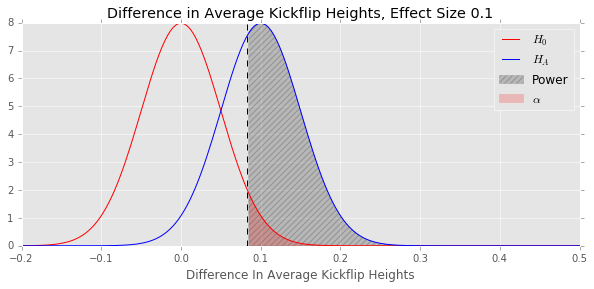 Difference in Average Kickflip Heights, Effect Size 0.1
8
7
6
5
4
3
2
1
0
H₀
H_A
Power
α
−0.2
−0.1
0.0
0.1
0.2
0.3
0.4
0.5
Difference In Average Kickflip Heights